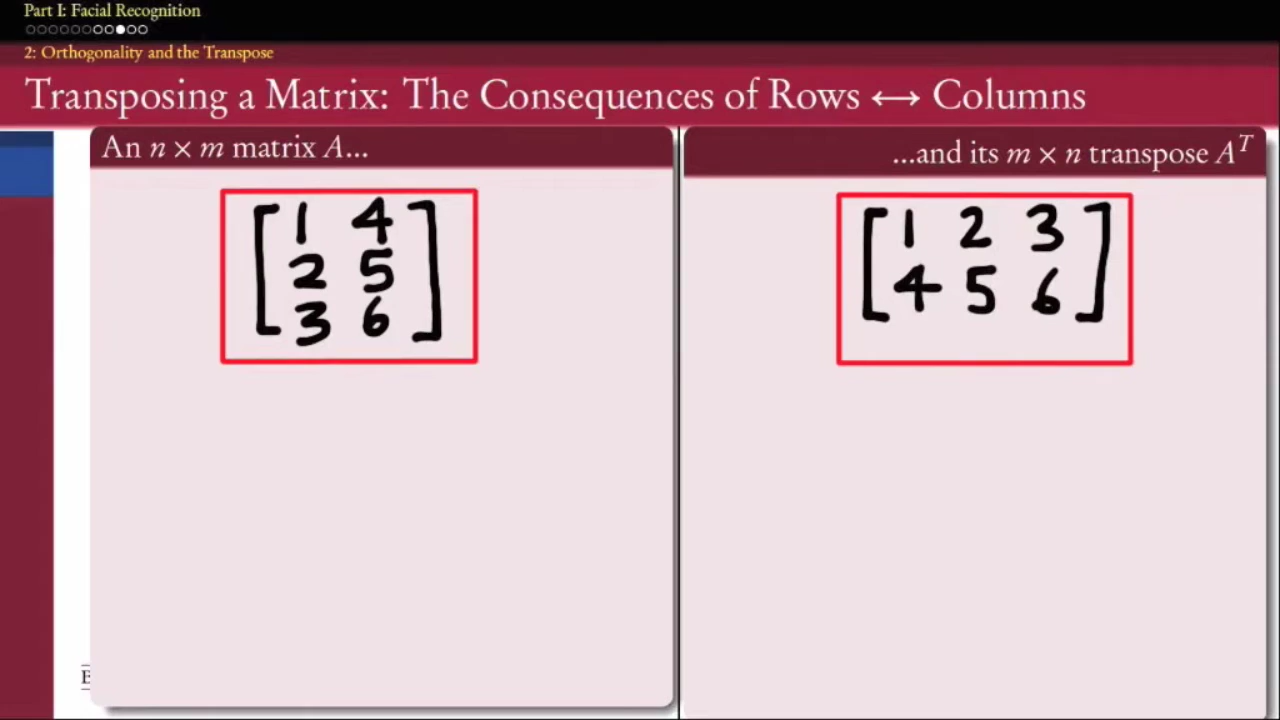 Part I: Facial Recognition
2: Orthogonality and the Transpose
Transposing a Matrix: The Consequences of Rows ⟷ Columns
An n × m matrix A...
1 4
2 5
3 6
...and its m × n transpose Aᵀ
1 2 3
4 5 6